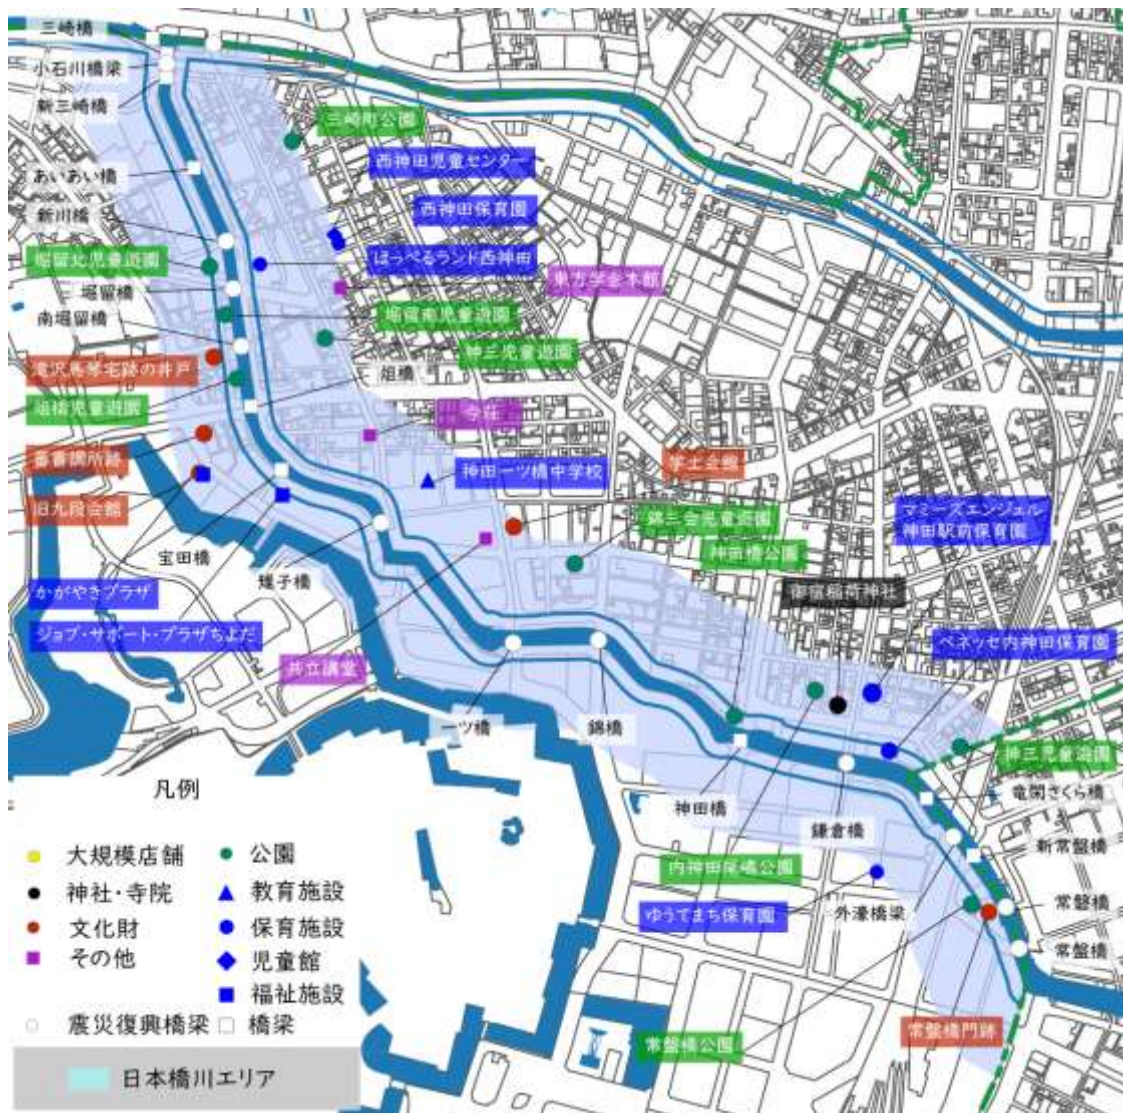 三崎橋
小石川橋梁
新三崎橋
三崎町公園
西神田児童センター
あいあい橋
西神田保育園
新川橋
堀留北児童遊園
ほっぺるランド西神田
東方学会本館
堀留橋
南堀留橋
堀留南児童遊園
神三児童遊園
滝沢馬琴宅跡の井戸
俎橋
俎橋児童遊園
今荘
蕃書調所跡
神田一ツ橋中学校
学士会館
旧九段会館
錦三会児童遊園
マミーズエンジェル
神田駅前保育園
神田橋公園
宝田橋
雉子橋
かがやきプラザ
御宿稲荷神社
ジョブ・サポート・プラザちよだ
ベネッセ内神田保育園
共立講堂
一ツ橋
錦橋
神三児童遊園
竜閑さくら橋
神田橋
鎌倉橋
新常盤橋
内神田尾嶋公園
ゆうてまち保育園
外濠橋梁
常磐橋
常盤橋
常盤橋公園
常盤橋門跡
凡例
大規模店舗
公園
神社・寺院
教育施設
文化財
保育施設
その他
児童館
福祉施設
震災復興橋梁
橋梁
日本橋川エリア